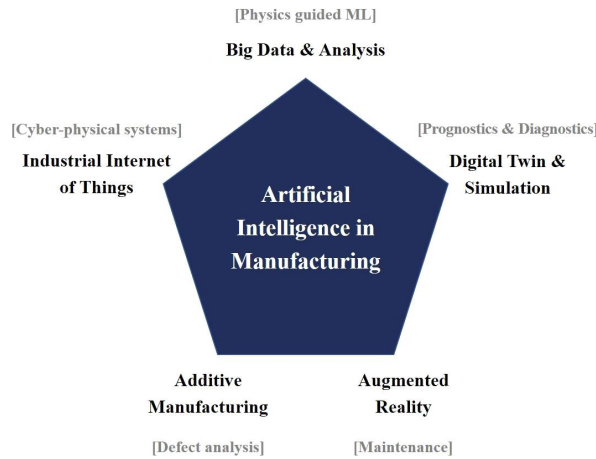 [Physics guided ML]
Big Data & Analysis
[Cyber-physical systems]
Industrial Internet
of Things
[Prognostics & Diagnostics]
Digital Twin &
Simulation
Artificial
Intelligence in
Manufacturing
Additive
Manufacturing
[Defect analysis]
Augmented
Reality
[Maintenance]